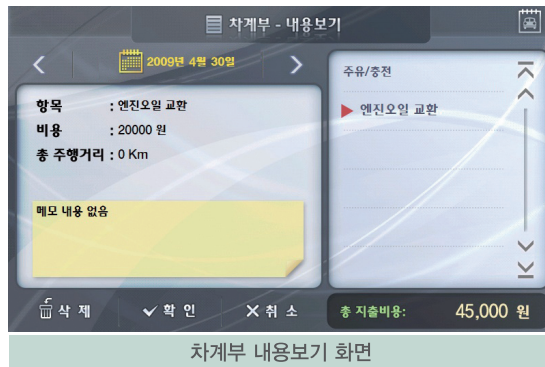 차계부 - 내용보기
2009년 4월 30일
항목 : 엔진오일 교환
비용 : 20000 원
총 주행거리 : 0 Km
메모 내용 없음
주유/충전
엔진오일 교환
삭 제
확 인
취 소
총 지출비용: 45,000 원
차계부 내용보기 화면